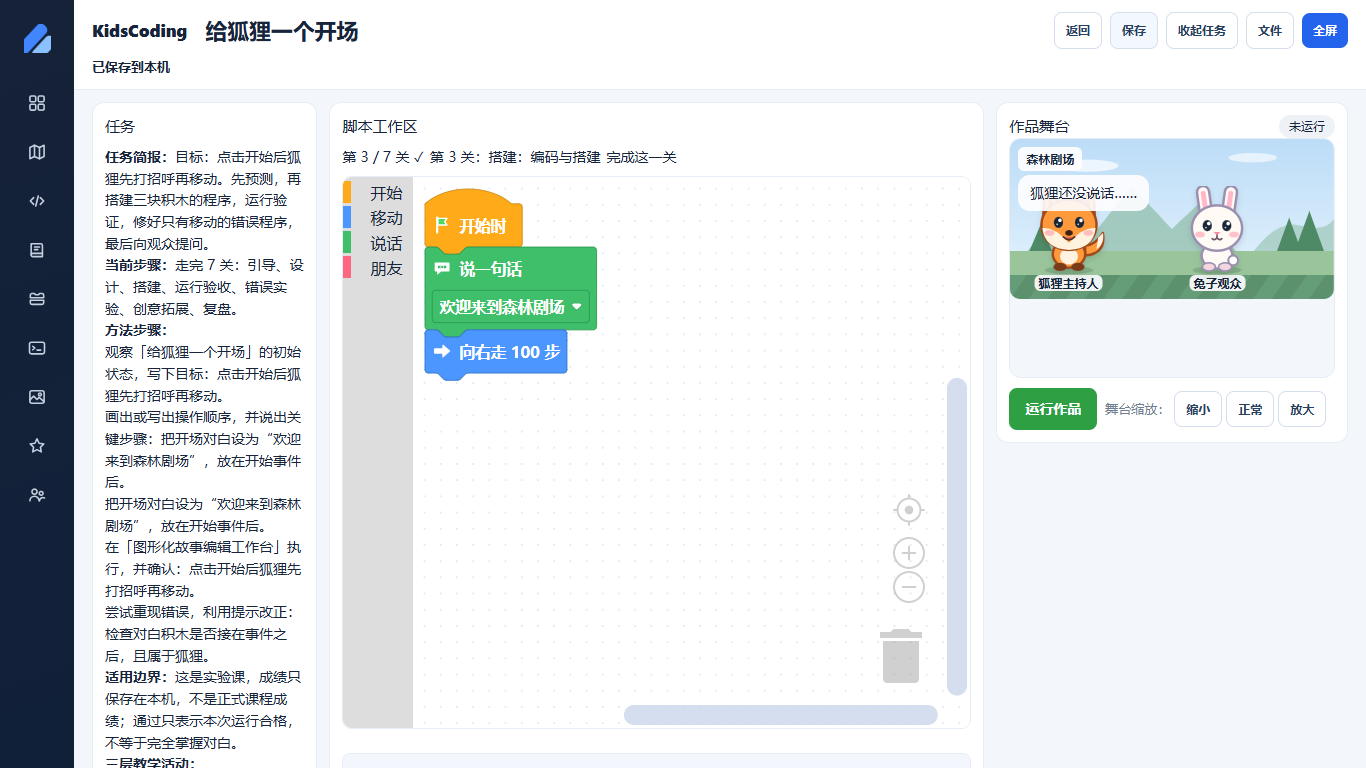 KidsCoding 给狐狸一个开场
返回 保存 收起任务 文件 全屏
已保存到本机
任务
任务简报：目标：点击开始后狐
狸先打招呼再移动。先预测，再
搭建三块积木的程序，运行验
证，修好只有移动的错误程序，
最后向观众提问。
当前步骤：走完 7 关：引导、设
计、搭建、运行验收、错误实
验、创意拓展、复盘。
方法步骤：
观察「给狐狸一个开场」的初始
状态，写下目标：点击开始后狐
狸先打招呼再移动。
画出或写出操作顺序，并说出关
键步骤：把开场对白设为“欢迎
来到森林剧场”，放在开始事件
后。
把开场对白设为“欢迎来到森林
剧场”，放在开始事件后。
在「图形化故事编辑工作台」执
行，并确认：点击开始后狐狸先
打招呼再移动。
尝试重现错误，利用提示改正：
检查对白积木是否接在事件之
后，且属于狐狸。
适用边界：这是实验课，成绩只
保存在本机，不是正式课程成
绩；通过只表示本次运行合格，
不等于完全掌握对白。
三层教学活动：
脚本工作区
第 3 / 7 关 ✓ 第 3 关：搭建：编码与搭建 完成这一关
开始
移动
说话
朋友
开始时
说一句话
欢迎来到森林剧场
向右走 100 步
作品舞台 未运行
森林剧场
狐狸还没说话……
狐狸主持人 兔子观众
运行作品 舞台缩放： 缩小 正常 放大